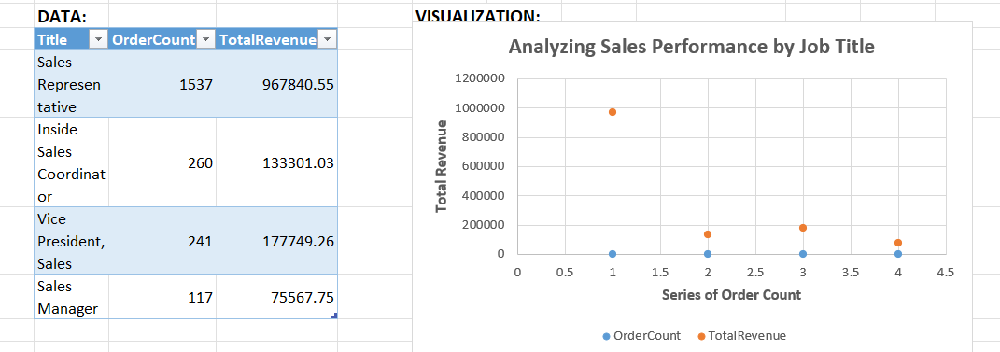 DATA:
VISUALIZATION:
Title OrderCount TotalRevenue
Sales
Represen
tative
1537 967840.55
Inside
Sales
Coordinat
or
260 133301.03
Vice
President,
Sales
241 177749.26
Sales
Manager
117 75567.75
Analyzing Sales Performance by Job Title
Total Revenue
1200000
1000000
800000
600000
400000
200000
0
0 0.5 1 1.5 2 2.5 3 3.5 4 4.5
Series of Order Count
OrderCount TotalRevenue